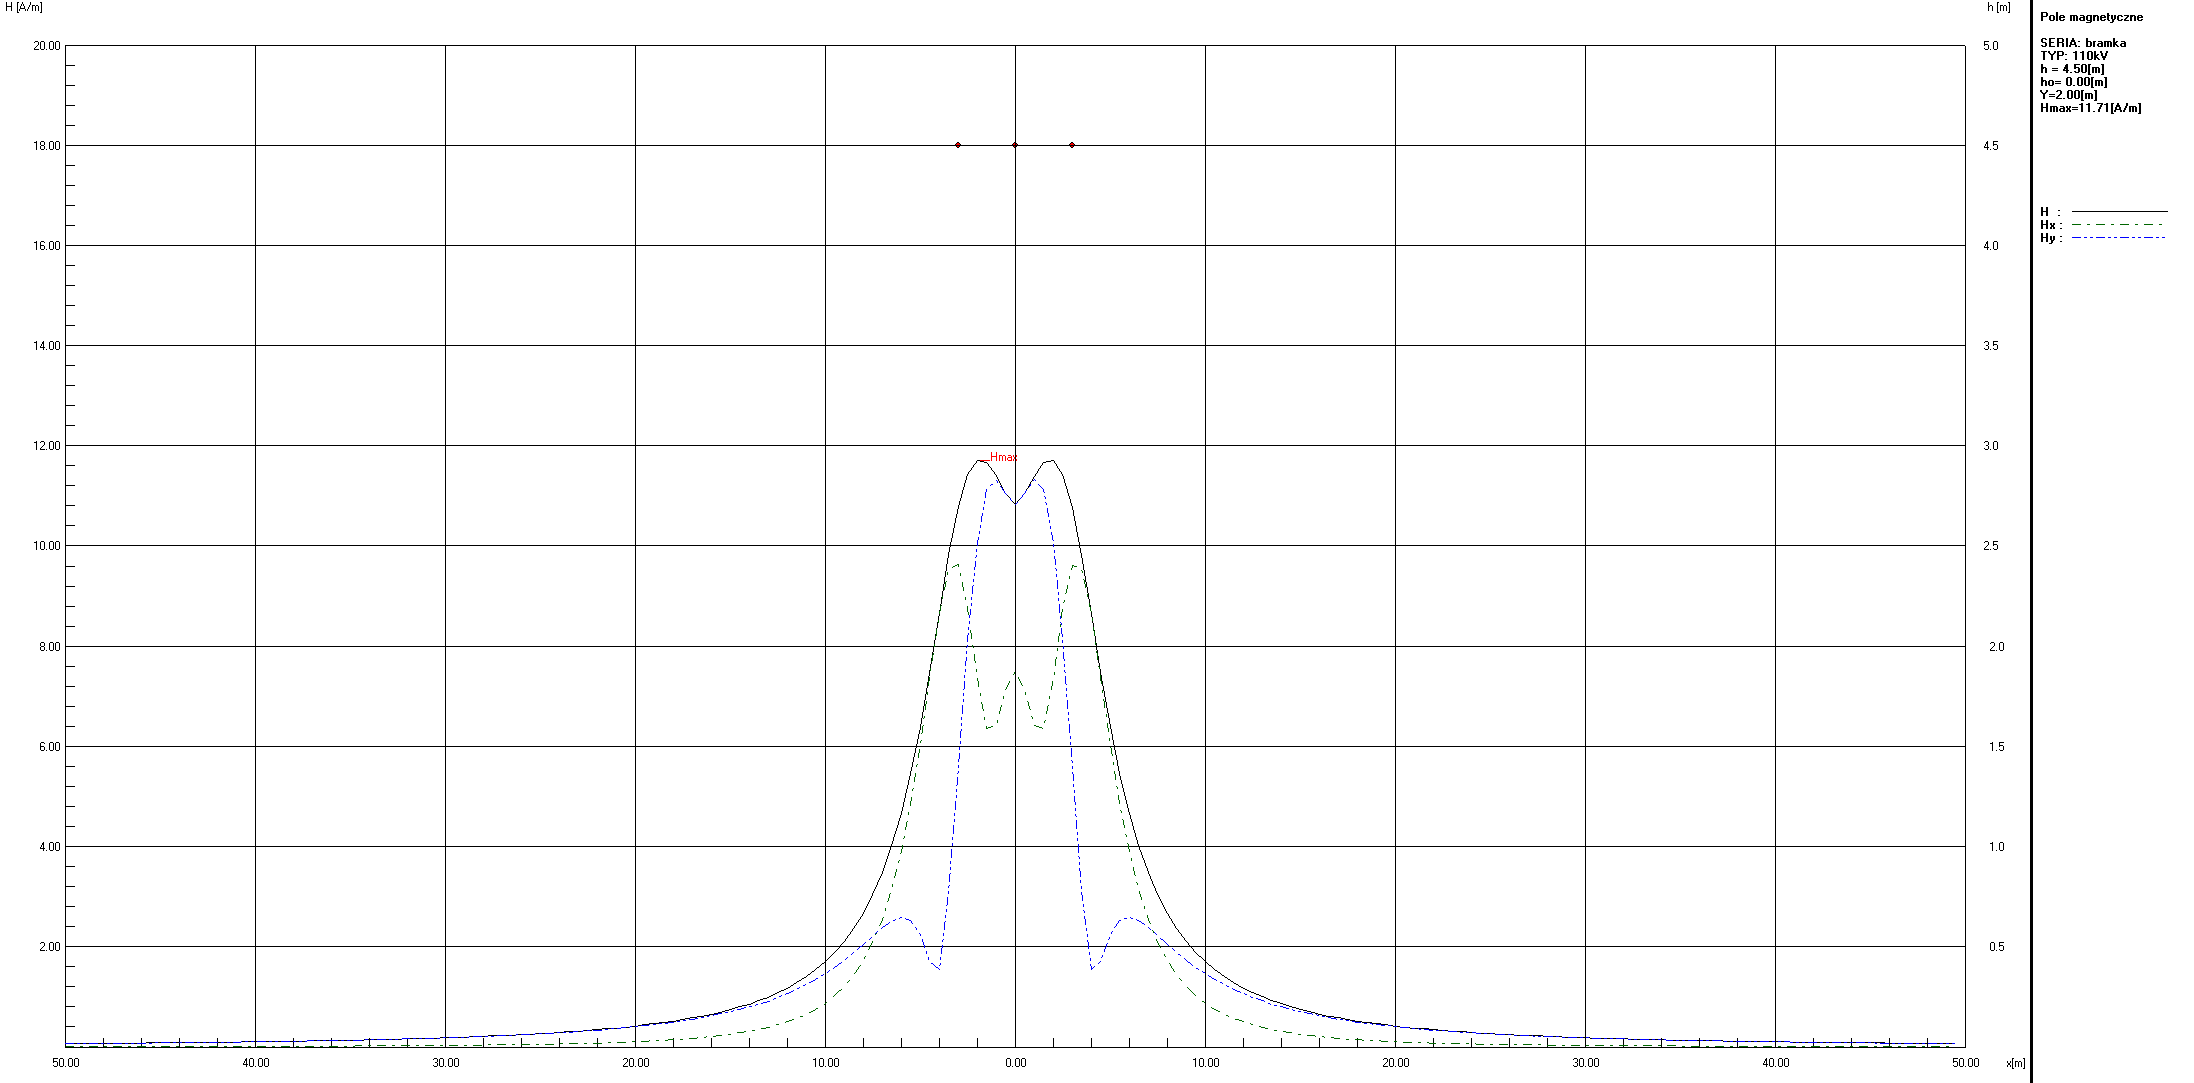 H [A/m]
h [m]
Pole magnetyczne
SERIA: bramka
TYP: 110kV
h = 4.50[m]
ho= 0.00[m]
Y=2.00[m]
Hmax=11.71[A/m]
H :
Hx :
Hy :
20.00
18.00
16.00
14.00
12.00
10.00
8.00
6.00
4.00
2.00
Hmax
5.0
4.5
4.0
3.5
3.0
2.5
2.0
1.5
1.0
0.5
50.00 40.00 30.00 20.00 10.00 0.00 10.00 20.00 30.00 40.00 50.00
x[m]